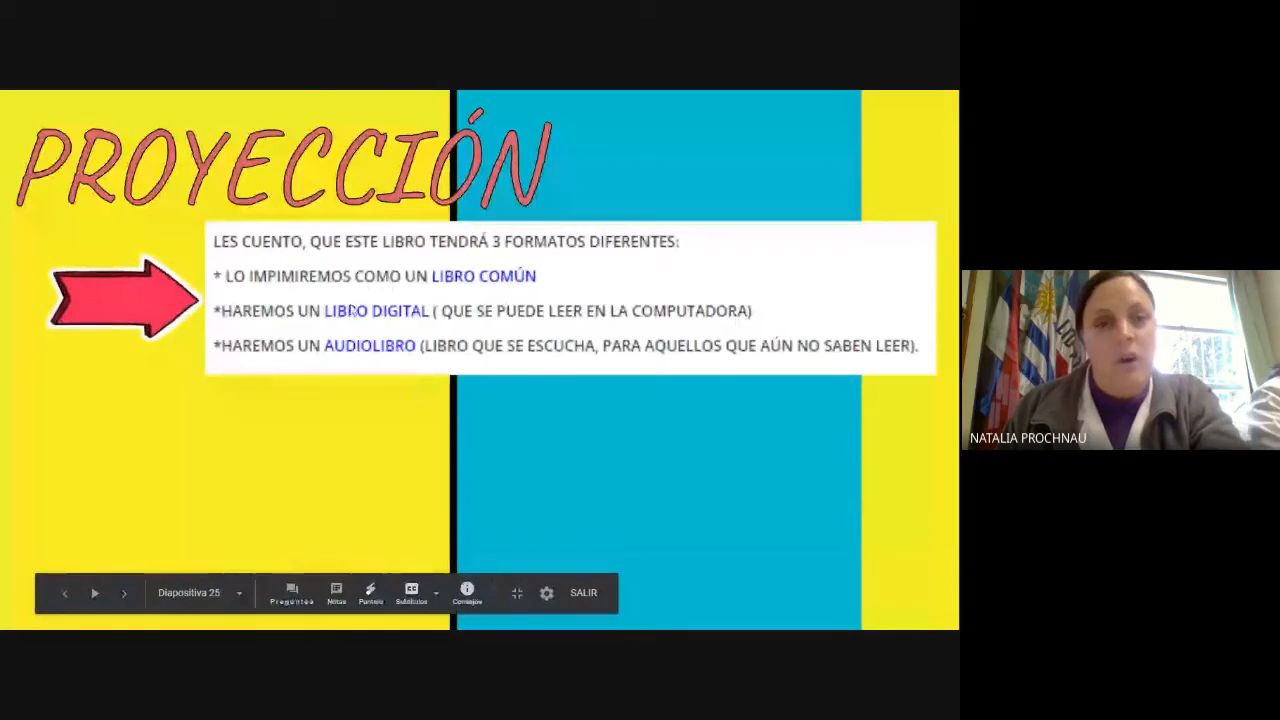 PROYECCIÓN
LES CUENTO, QUE ESTE LIBRO TENDRÁ 3 FORMATOS DIFERENTES:
* LO IMPIMIREMOS COMO UN LIBRO COMÚN
*HAREMOS UN LIBRO DIGITAL ( QUE SE PUEDE LEER EN LA COMPUTADORA)
*HAREMOS UN AUDIOLIBRO (LIBRO QUE SE ESCUCHA, PARA AQUELLOS QUE AÚN NO SABEN LEER).
NATALIA PROCHNAU
Diapositiva 25
Preguntas
Notas
Puntero
Subtítulos
Consejos
SALIR